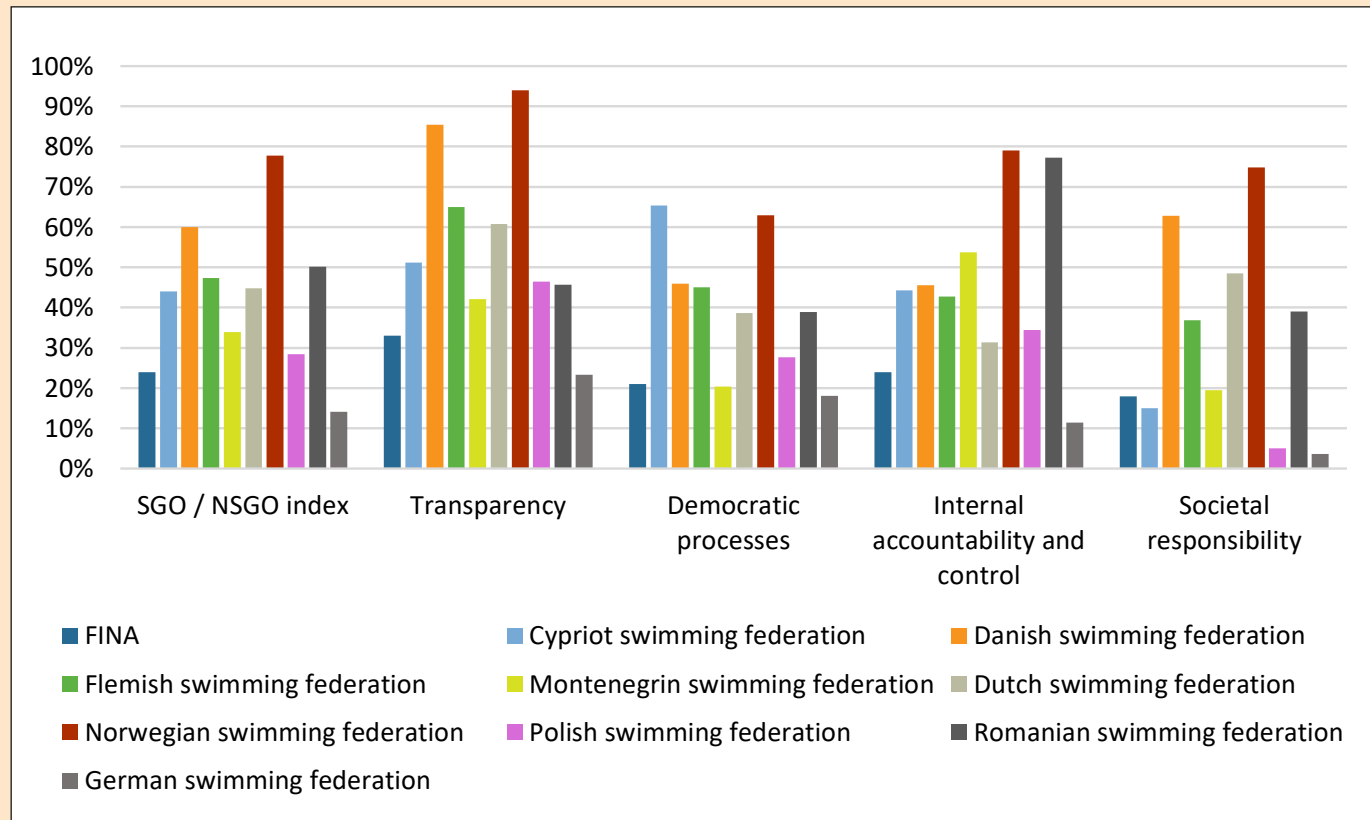 100%
90%
80%
70%
60%
50%
40%
30%
20%
10%
0%
SGO / NSGO index
Transparency
Democratic
processes
Internal
accountability and
control
Societal
responsibility
FINA
Cypriot swimming federation
Danish swimming federation
Flemish swimming federation
Montenegrin swimming federation
Dutch swimming federation
Norwegian swimming federation
Polish swimming federation
Romanian swimming federation
German swimming federation